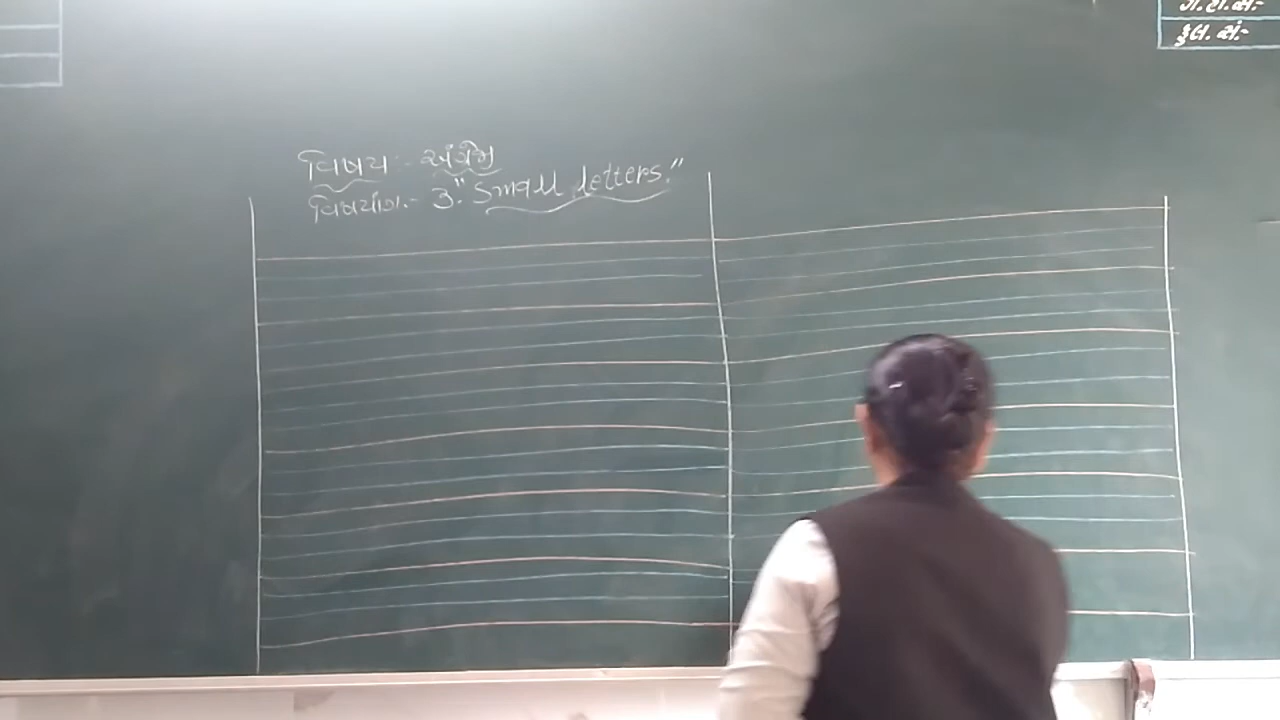 ગ.હા.સં:-
કુલ.સં:-
વિષય :- અંગ્રેજી
વિષયાંગ:- ૩." Small letters."